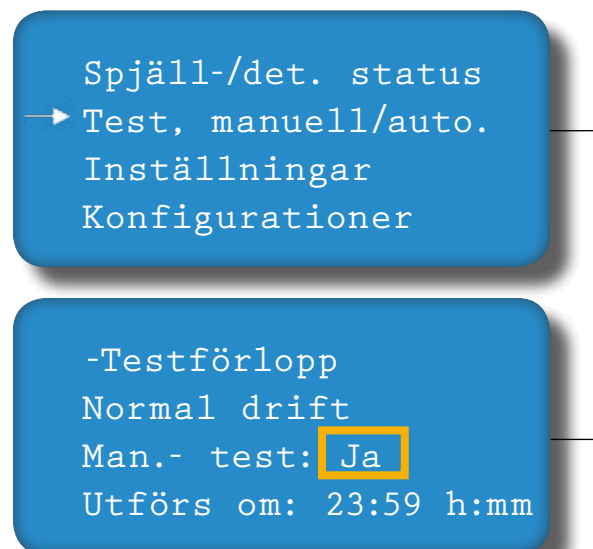 Spjäll-/det. status
Test, manuell/auto.
Inställningar
Konfigurationer
-Testförlopp
Normal drift
Man.- test: Ja
Utförs om: 23:59 h:mm